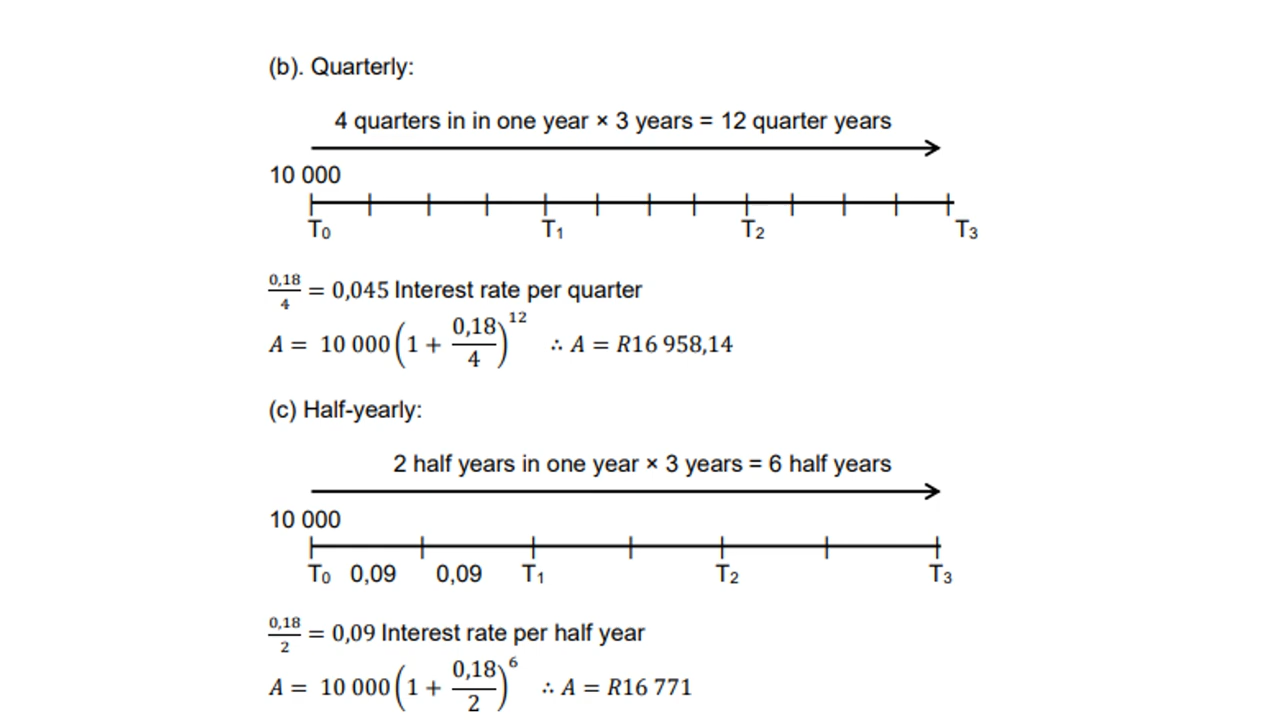 (b). Quarterly:
4 quarters in in one year × 3 years = 12 quarter years
10 000
T₀ T₁ T₂ T₃
0,18/4 = 0,045 Interest rate per quarter
A = 10 000(1 + 0,18/4)¹² ∴ A = R16 958,14
(c) Half-yearly:
2 half years in one year × 3 years = 6 half years
10 000
T₀ 0,09 0,09 T₁ T₂ T₃
0,18/2 = 0,09 Interest rate per half year
A = 10 000(1 + 0,18/2)⁶ ∴ A = R16 771